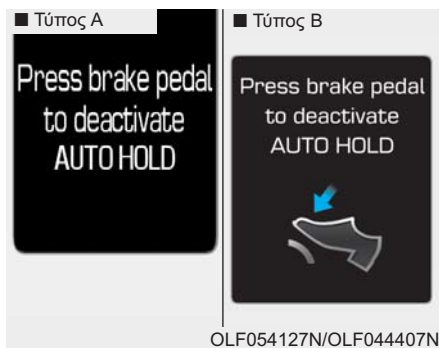 ■ Τύπος A
Press brake pedal
to deactivate
AUTO HOLD
■ Τύπος B
Press brake pedal
to deactivate
AUTO HOLD
OLF054127N/OLF044407N